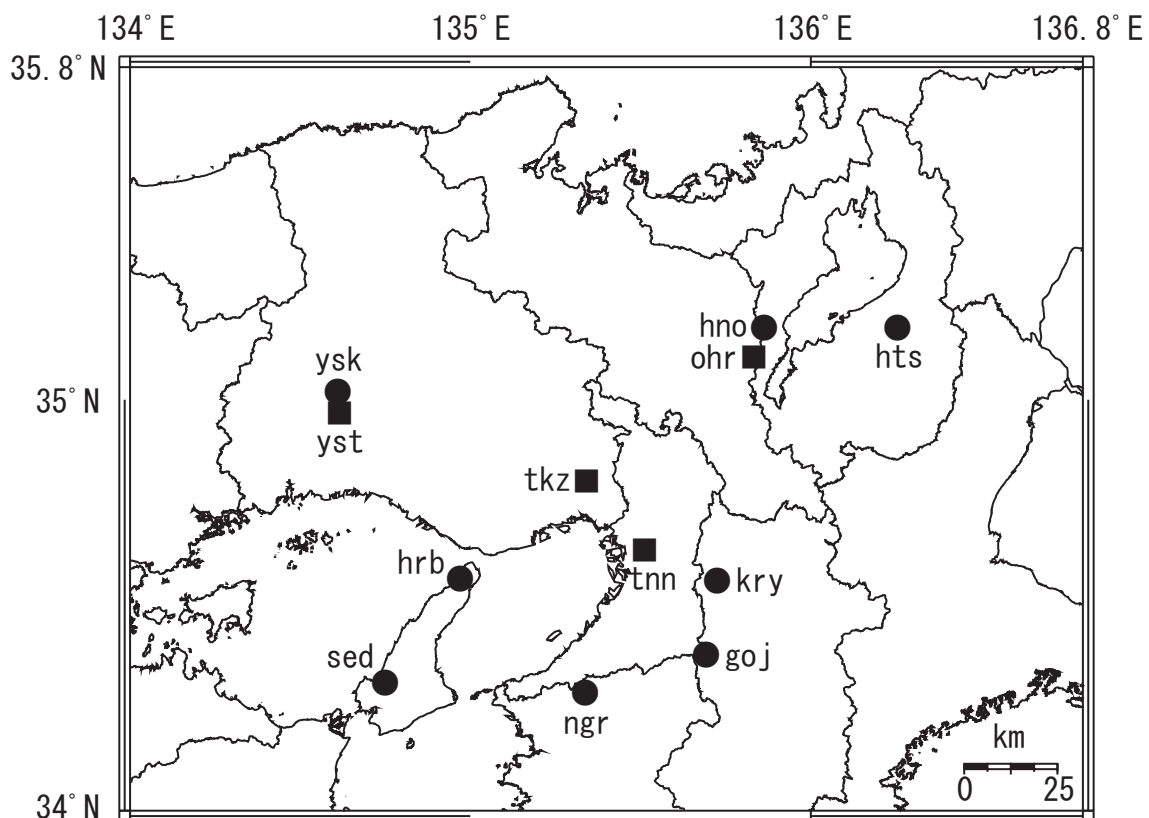 134°E 135°E 136°E 136.8°E
35.8°N
hno
ohr
hts
ysk
35°N
yst
tkz
hrb
tnn
kry
sed
goj
ngr
km
0 25
34°N